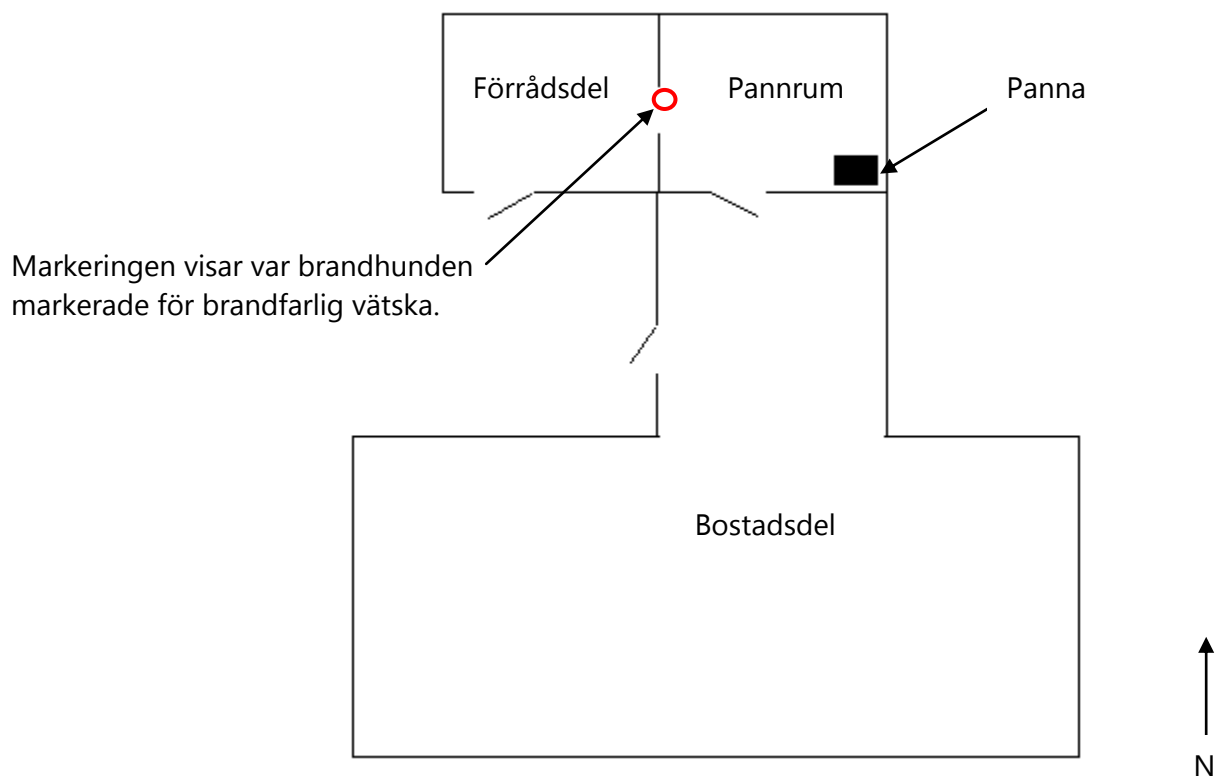 Förrådsdel
Pannrum
Panna
Markeringen visar var brandhunden
markerade för brandfarlig vätska.
Bostadsdel
N